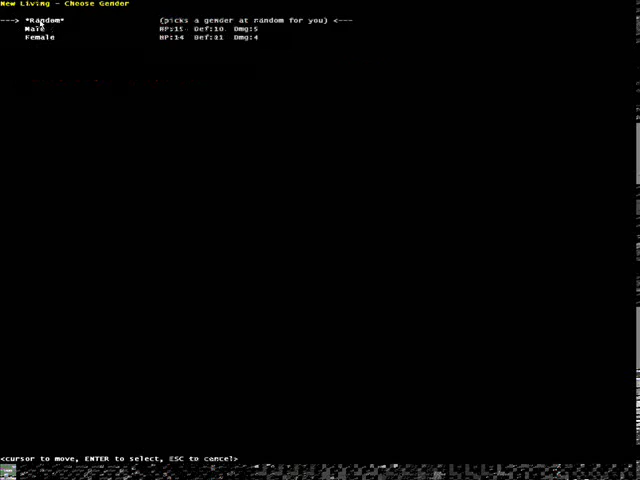 New Living - Choose Gender
---> *Random* (picks a gender at random for you) <---
Male HP:15 Def:10 Dmg:5
Female HP:14 Def:11 Dmg:4
<cursor to move, ENTER to select, ESC to cancel>